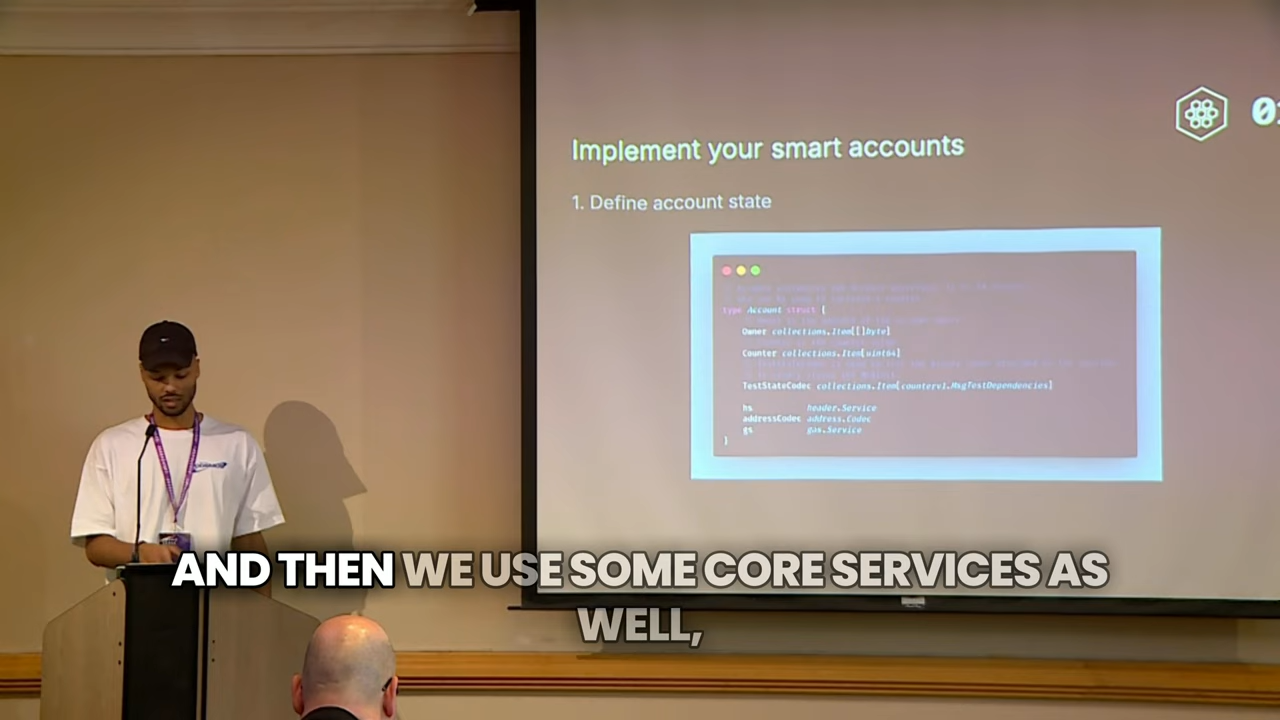 01
Implement your smart accounts
1. Define account state
type Account struct {
Owner collections.Item[[]byte]
Counter collections.Item[uint64]
TestStateCodec collections.Item[counterv1.MsgTestDependencies]
hs header.Service
addressCodec address.Codec
gs gas.Service
}
AND THEN WE USE SOME CORE SERVICES AS
WELL,